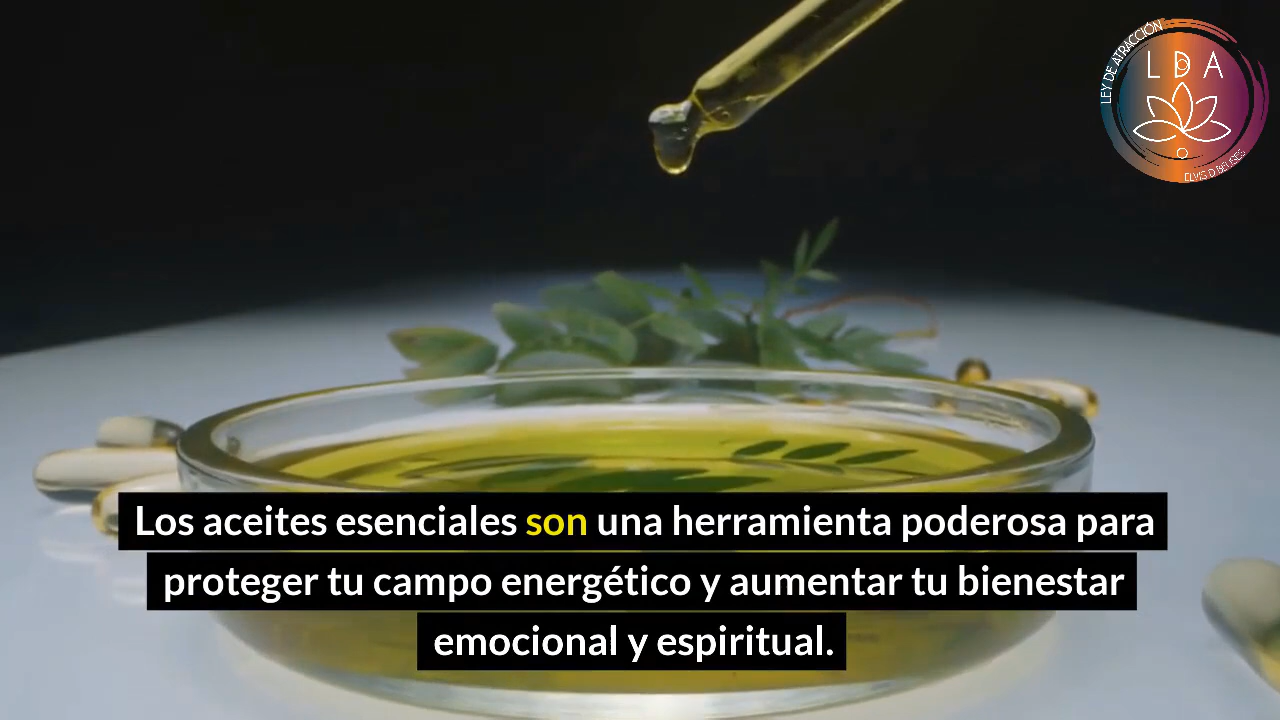 LEY DE ATRACCIÓN
LDA
Los aceites esenciales son una herramienta poderosa para
proteger tu campo energético y aumentar tu bienestar
emocional y espiritual.